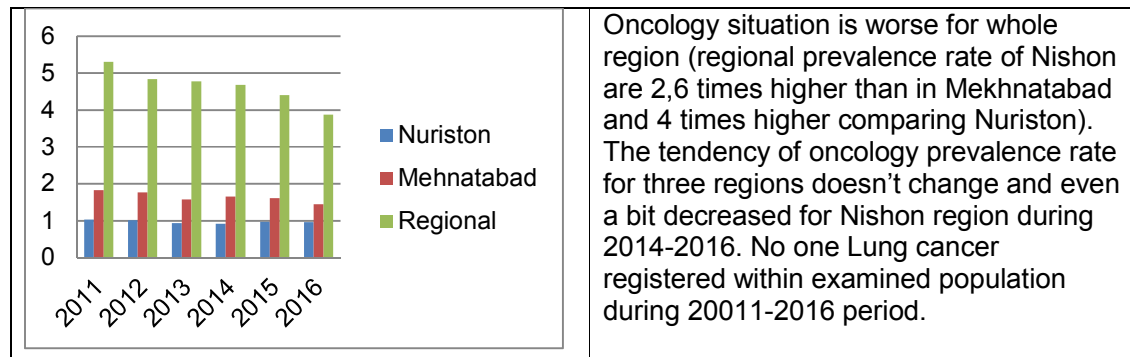 6
5
4
3
2
1
0
2011
2012
2013
2014
2015
2016
Nuriston
Mehnatabad
Regional
Oncology situation is worse for whole
region (regional prevalence rate of Nishon
are 2,6 times higher than in Mekhnatabad
and 4 times higher comparing Nuriston).
The tendency of oncology prevalence rate
for three regions doesn’t change and even
a bit decreased for Nishon region during
2014-2016. No one Lung cancer
registered within examined population
during 20011-2016 period.